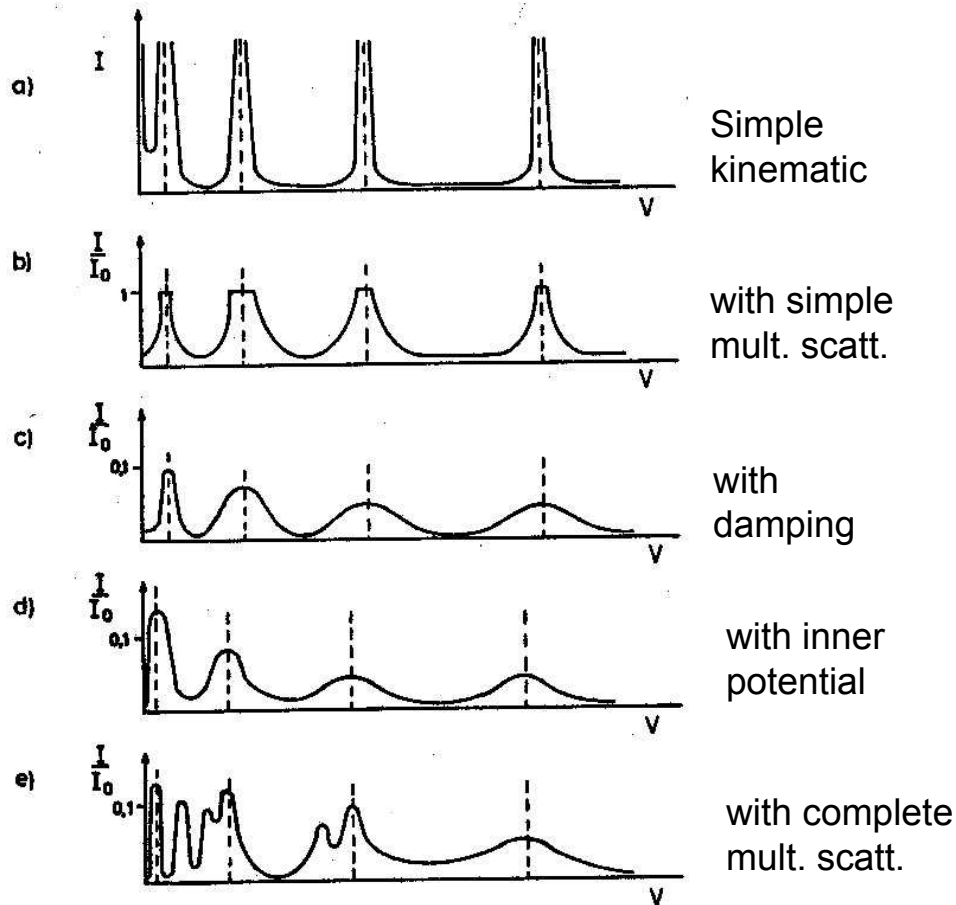 a)
I
V
Simple
kinematic
b)
I
I₀
1
V
with simple
mult. scatt.
c)
I
I₀
0,1
V
with
damping
d)
I
I₀
0,1
V
with inner
potential
e)
I
I₀
0,1
V
with complete
mult. scatt.